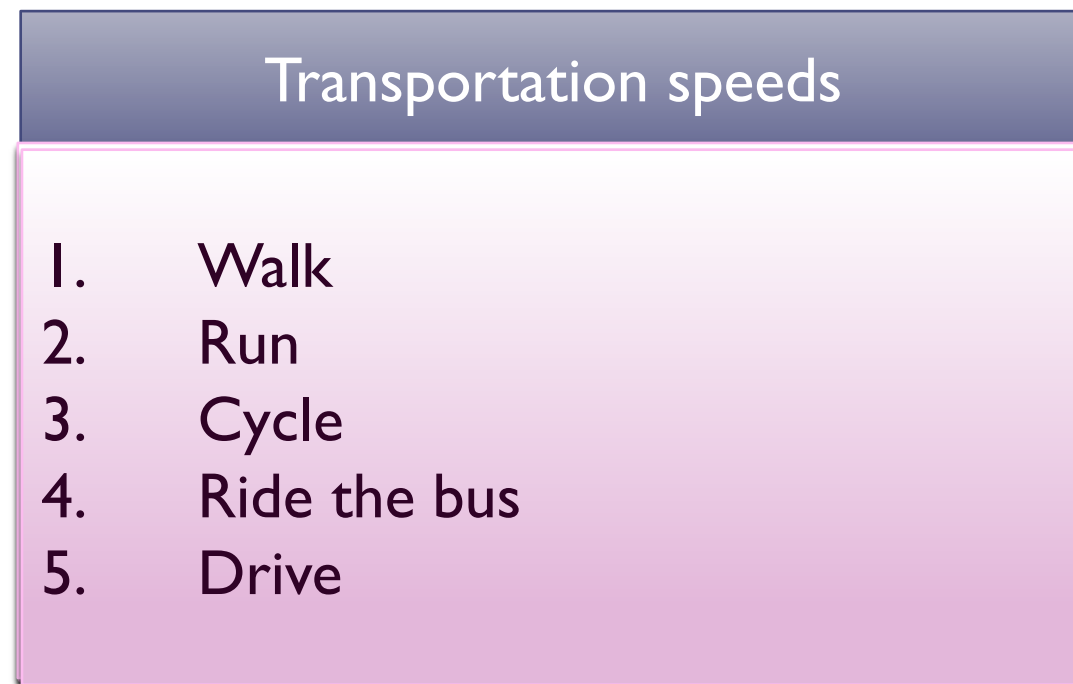 Transportation speeds
1. Walk
2. Run
3. Cycle
4. Ride the bus
5. Drive